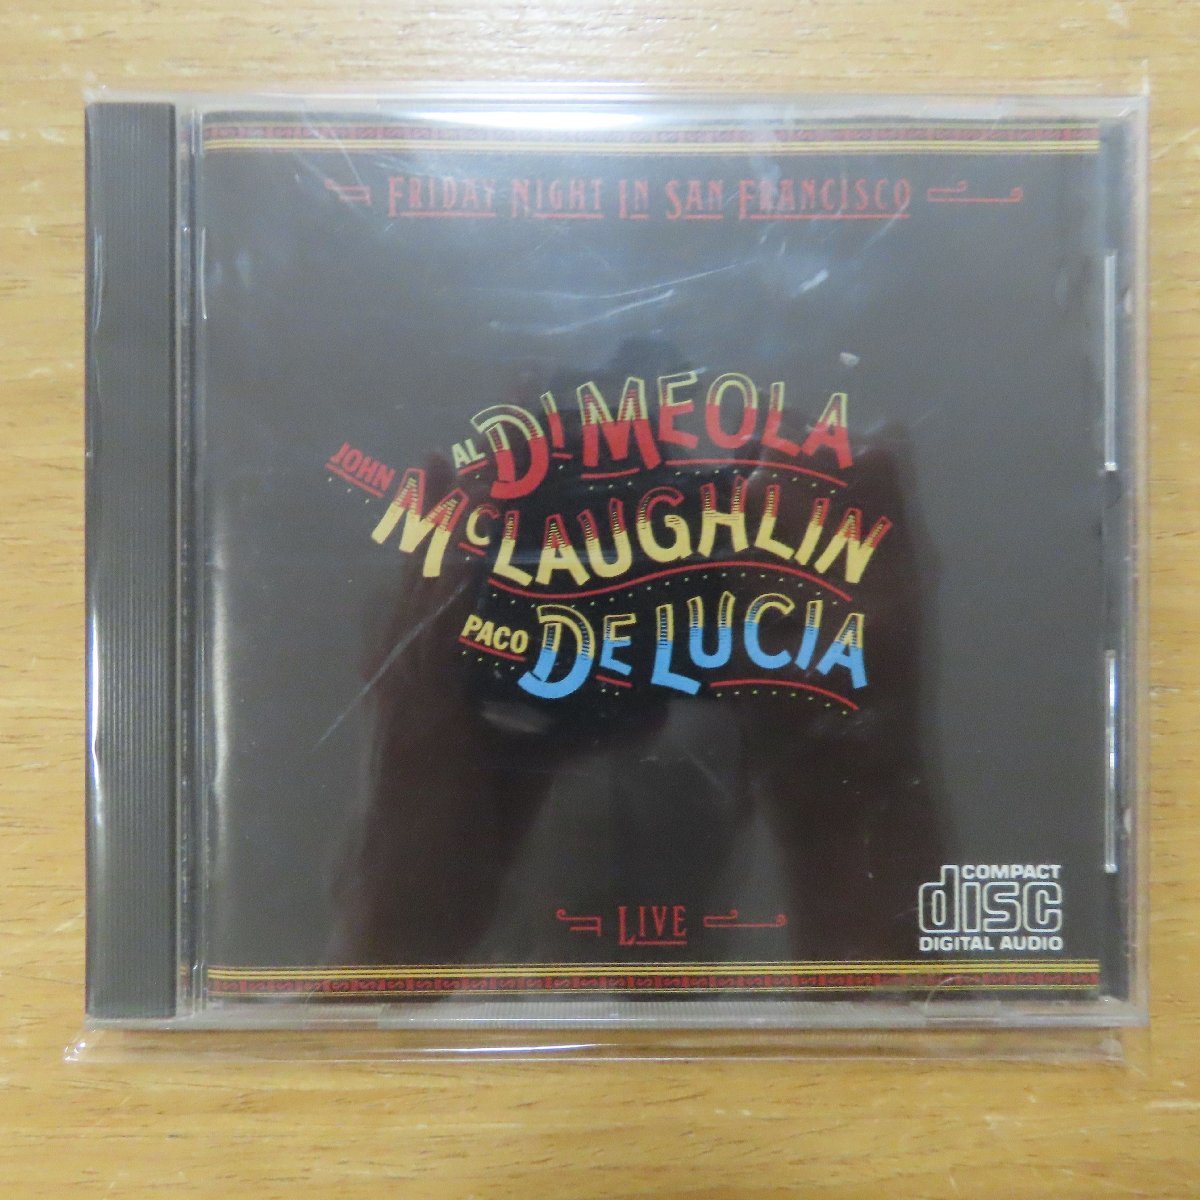 FRIDAY NIGHT IN SAN FRANCISCO
AL DI MEOLA
JOHN McLAUGHLIN
PACO DE LUCIA
LIVE
COMPACT
disc
DIGITAL AUDIO